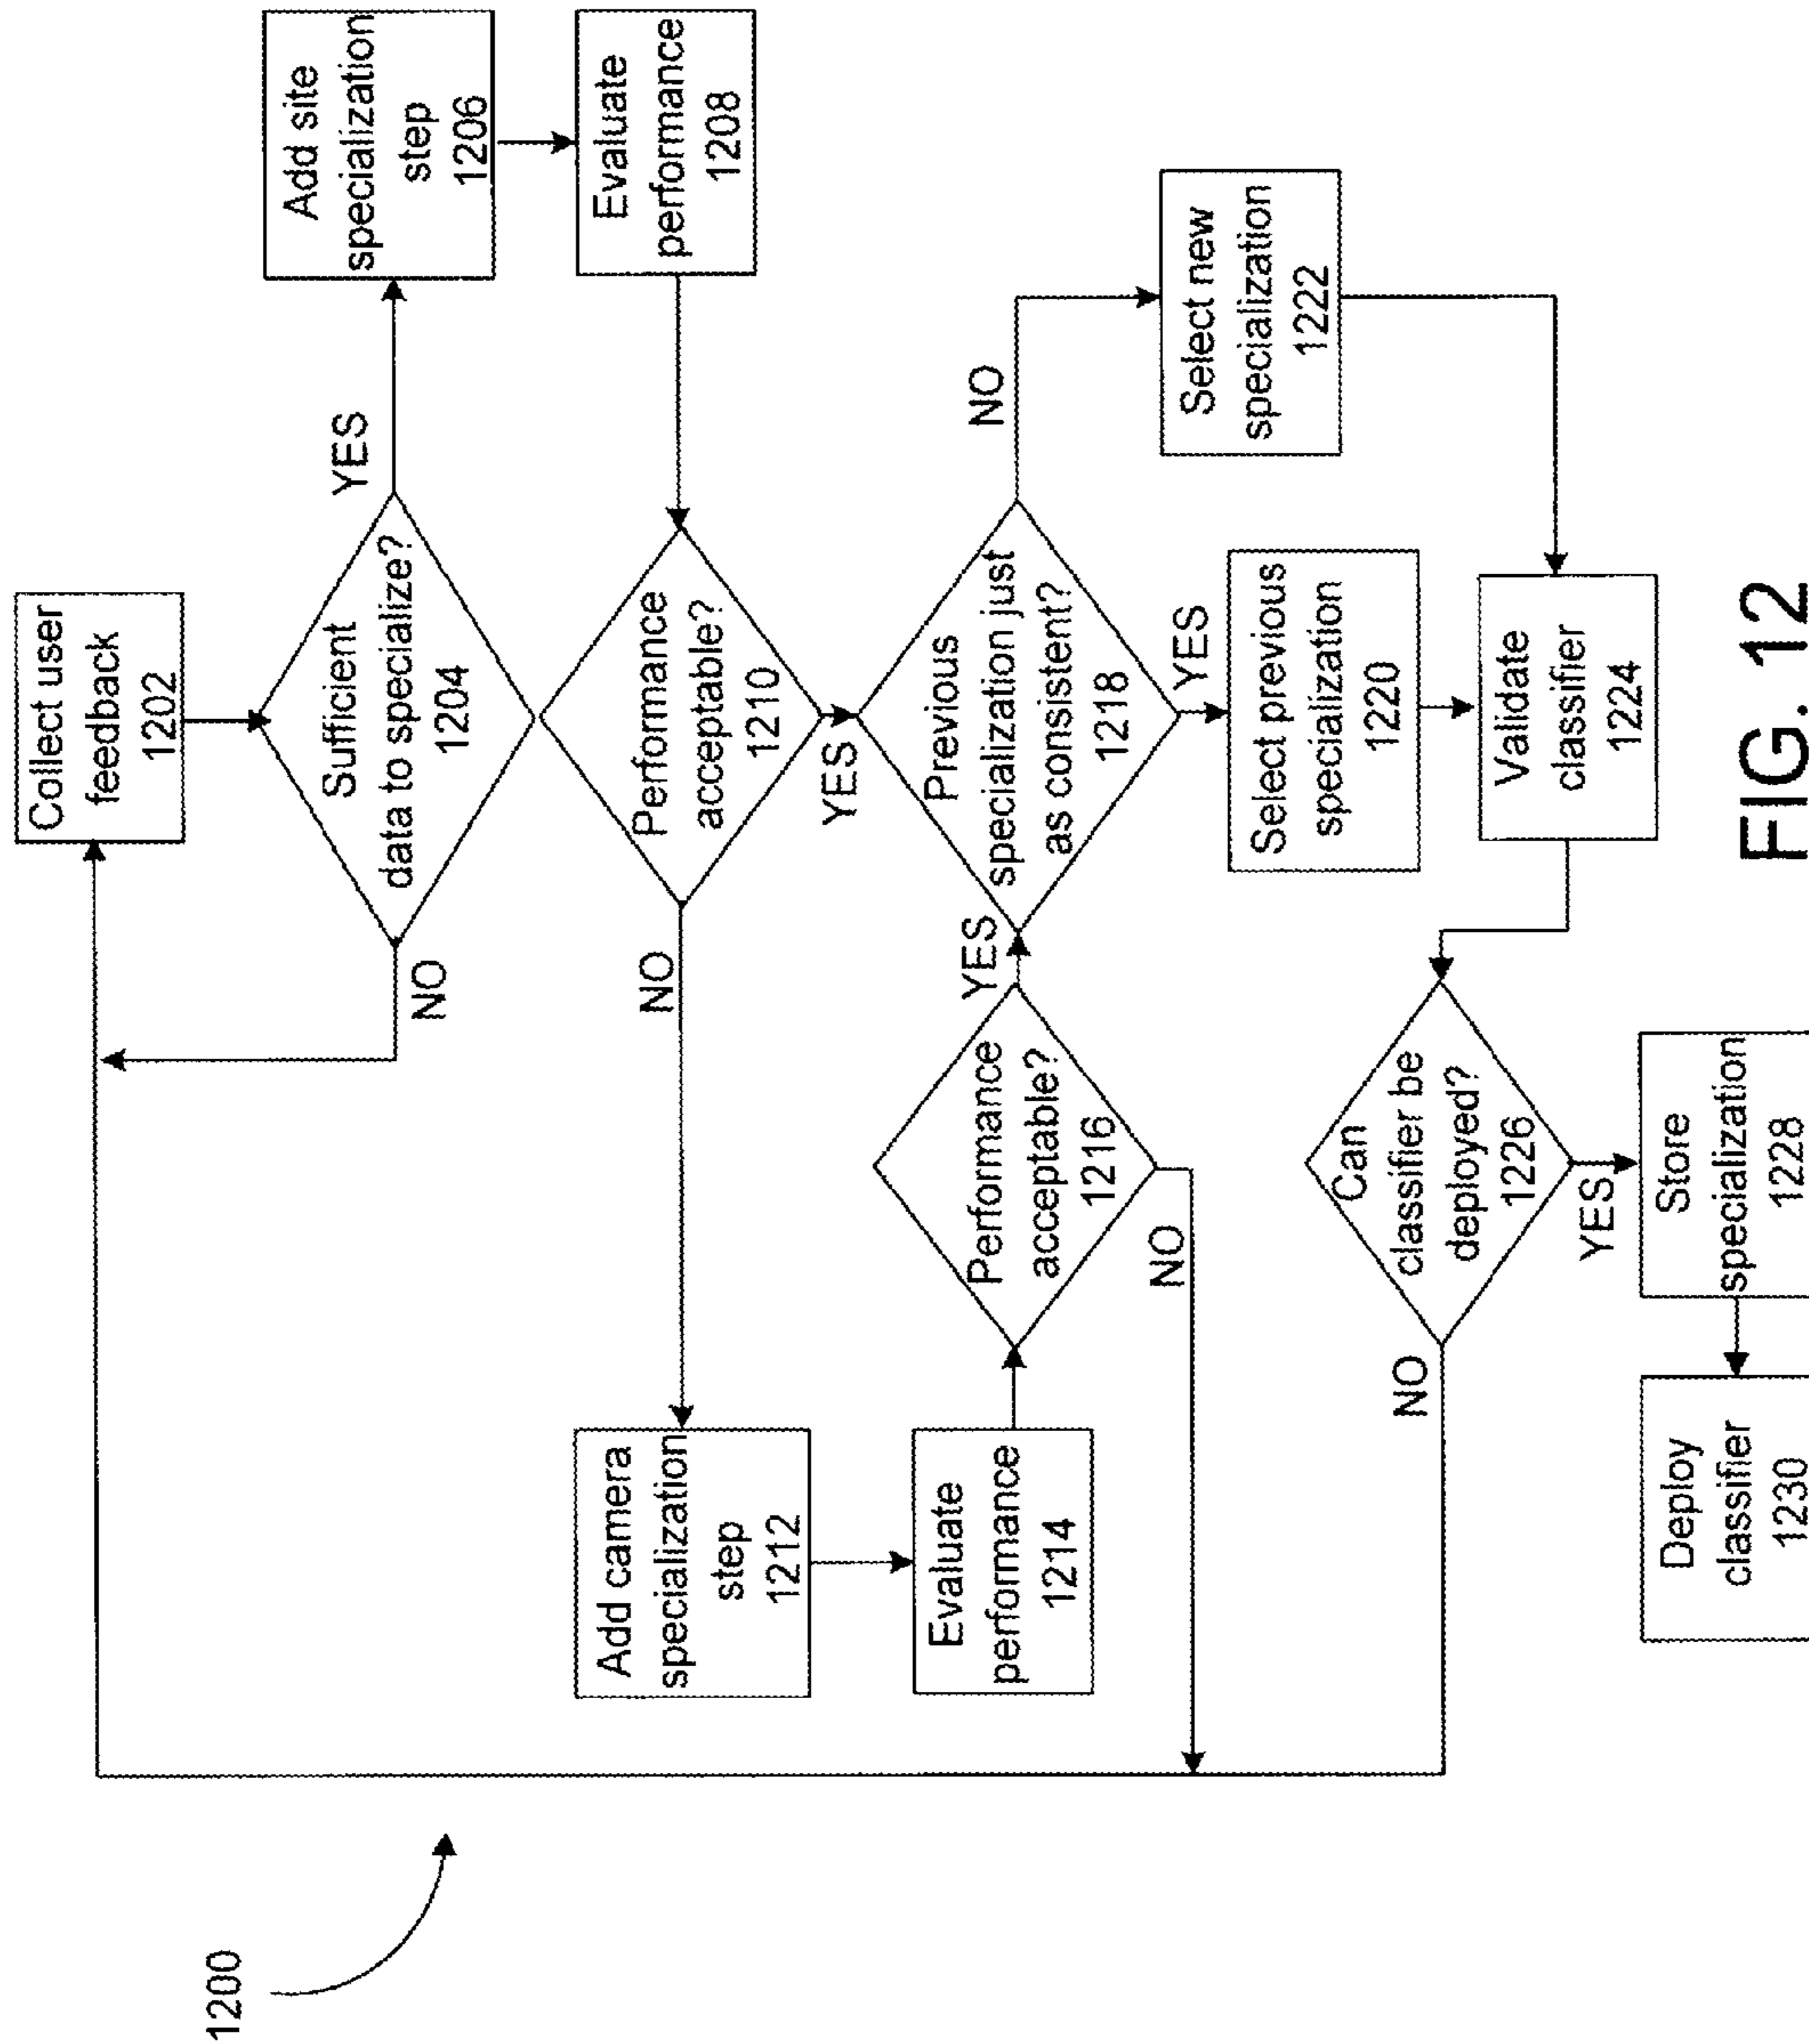 1200
Collect user
feedback
1202
Sufficient
data to specialize?
1204
YES
NO
Add site
specialization
step
1206
Evaluate
performance
1208
Performance
acceptable?
1210
NO
YES
Add camera
specialization
step
1212
Evaluate
performance
1214
Performance
acceptable?
1216
YES
NO
Previous
specialization just
as consistent?
1218
NO
YES
Select previous
specialization
1220
Select new
specialization
1222
Validate
classifier
1224
Can
classifier be
deployed?
1226
NO
YES
Store
specialization
1228
Deploy
classifier
1230
FIG. 12